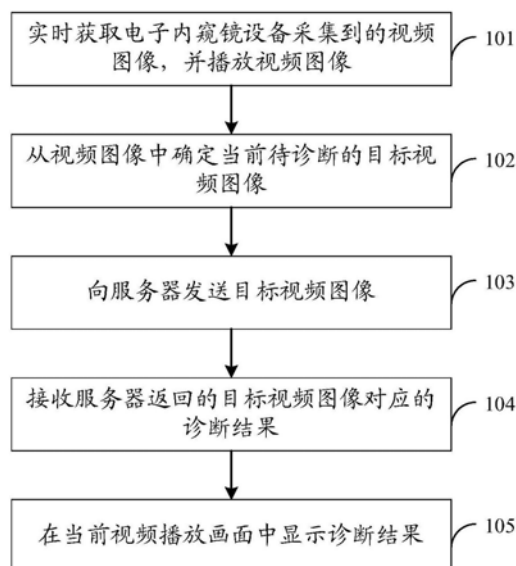 实时获取电子内窥镜设备采集到的视频
图像，并播放视频图像
101
从视频图像中确定当前待诊断的目标视
频图像
102
向服务器发送目标视频图像
103
接收服务器返回的目标视频图像对应的
诊断结果
104
在当前视频播放画面中显示诊断结果
105